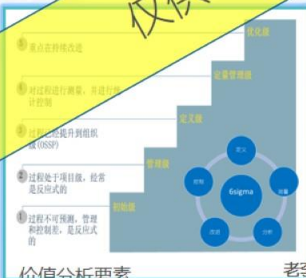 仅供
优化级
5 重点在持续改进
定量管理级
4 对过程进行测量，并进行统
计控制
定义级
3 过程已经提升到组织
级(OSSP)
管理级
2 过程处于项目级，经常
是反应式的
初始级
1 过程不可预测，管理
和控制差，是反应式
的
定义
控制
测量
6sigma
改进
分析
价值分析要素